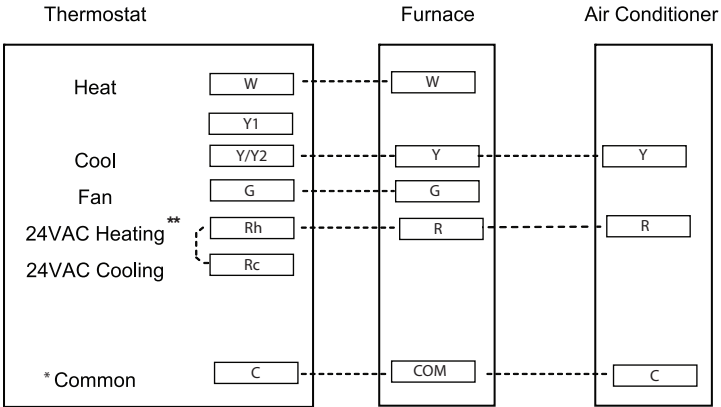 Thermostat Furnace Air Conditioner
Heat W W
Y1
Cool Y/Y2 Y Y
Fan G G
24VAC Heating ** Rh R R
24VAC Cooling Rc
* Common C COM C